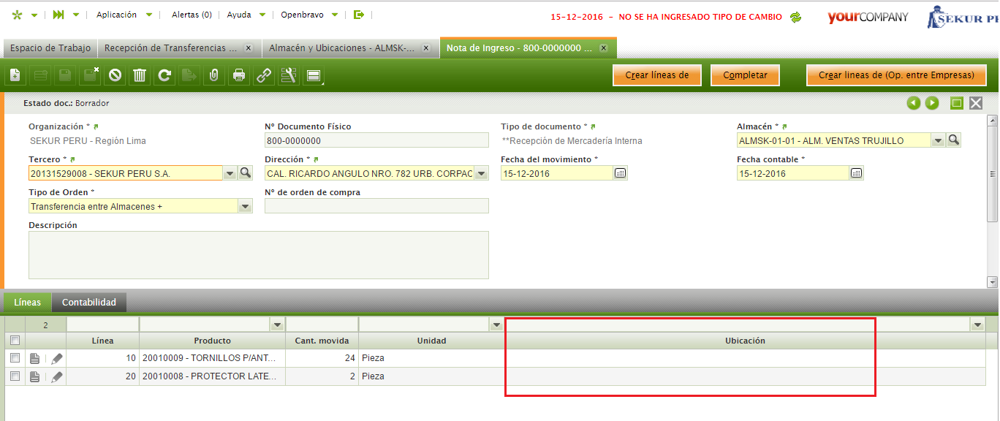 Aplicación Alertas (0) Ayuda Openbravo 15-12-2016 - NO SE HA INGRESADO TIPO DE CAMBIO yourCOMPANY SEKUR PE
Espacio de Trabajo Recepción de Transferencias ... x Almacén y Ubicaciones - ALMSK-... x Nota de Ingreso - 800-0000000 ... x
Crear líneas de Completar Crear lineas de (Op. entre Empresas)
Estado doc.: Borrador
Organización * Nº Documento Físico Tipo de documento * Almacén *
SEKUR PERU - Región Lima 800-0000000 **Recepción de Mercadería Interna ALMSK-01-01 - ALM. VENTAS TRUJILLO
Tercero * Dirección * Fecha del movimiento * Fecha contable *
20131529008 - SEKUR PERU S.A. CAL. RICARDO ANGULO NRO. 782 URB. CORPAC 15-12-2016 15-12-2016
Tipo de Orden * Nº de orden de compra
Transferencia entre Almacenes +
Descripción
Líneas Contabilidad
2
Línea Producto Cant. movida Unidad Ubicación
10 20010009 - TORNILLOS P/ANT... 24 Pieza
20 20010008 - PROTECTOR LATE... 2 Pieza